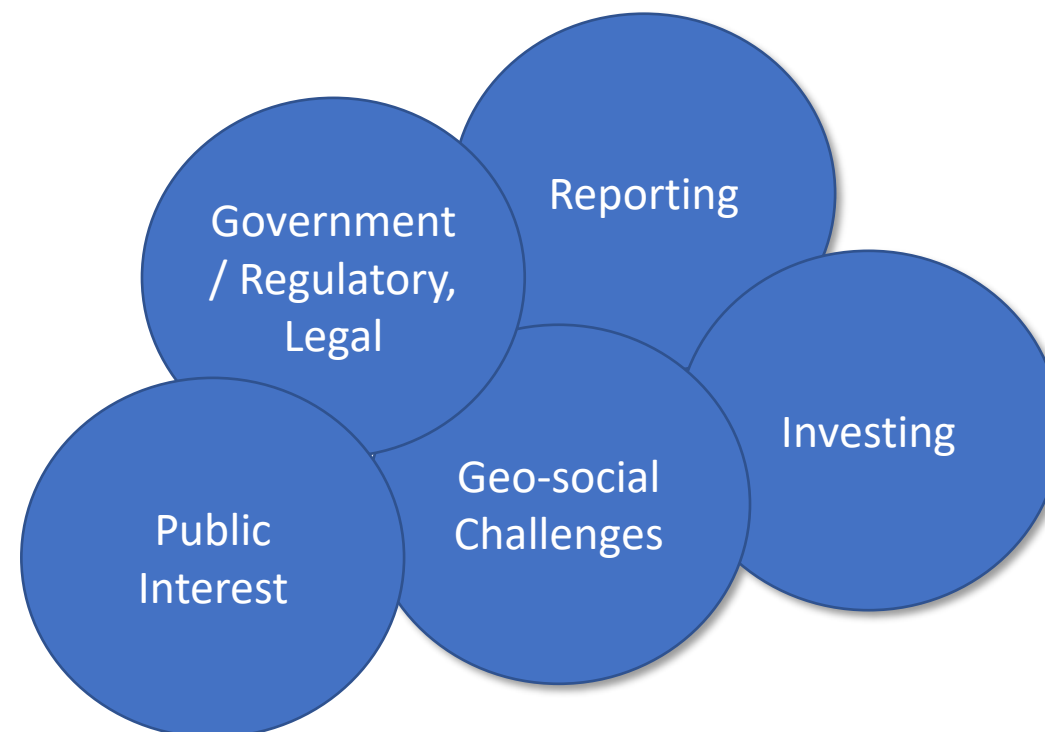 Reporting
Government
/ Regulatory,
Legal
Investing
Geo-social
Challenges
Public
Interest